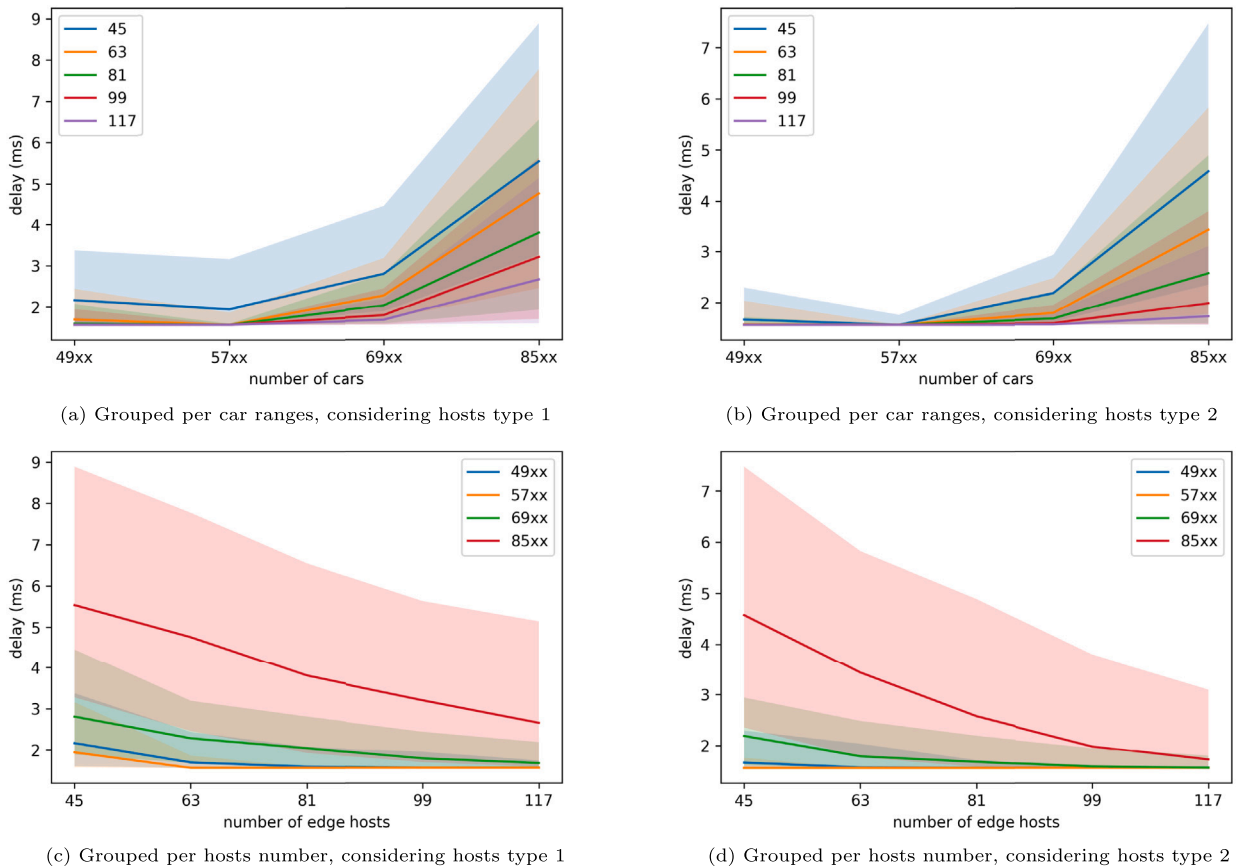 9
8
7
6
5
4
3
2
delay (ms)
45
63
81
99
117
49xx 57xx 69xx 85xx
number of cars
(a) Grouped per car ranges, considering hosts type 1
7
6
5
4
3
2
delay (ms)
45
63
81
99
117
49xx 57xx 69xx 85xx
number of cars
(b) Grouped per car ranges, considering hosts type 2
9
8
7
6
5
4
3
2
delay (ms)
49xx
57xx
69xx
85xx
45 63 81 99 117
number of edge hosts
(c) Grouped per hosts number, considering hosts type 1
7
6
5
4
3
2
delay (ms)
49xx
57xx
69xx
85xx
45 63 81 99 117
number of edge hosts
(d) Grouped per hosts number, considering hosts type 2